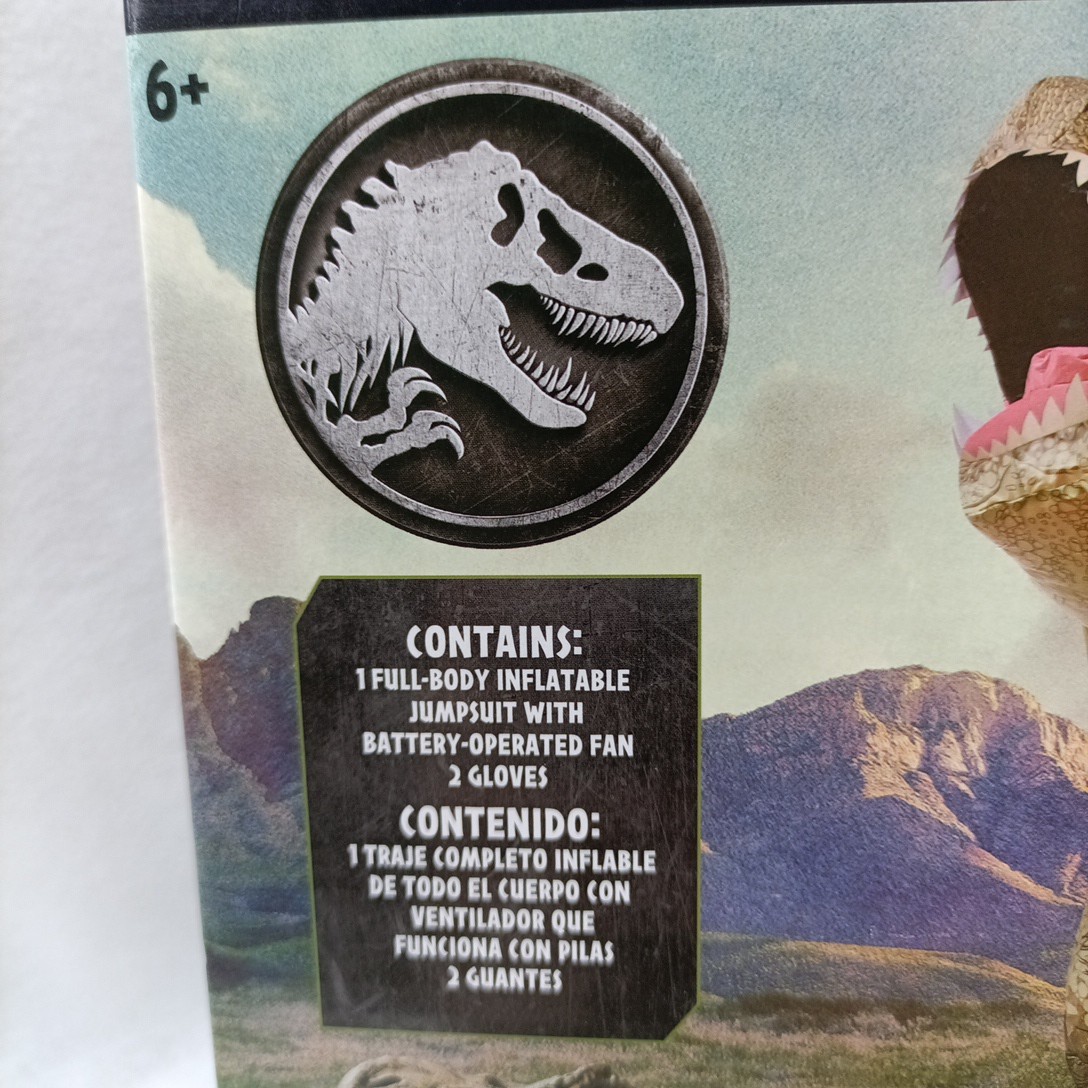 6+
CONTAINS:
1 FULL-BODY INFLATABLE
JUMPSUIT WITH
BATTERY-OPERATED FAN
2 GLOVES
CONTENIDO:
1 TRAJE COMPLETO INFLABLE
DE TODO EL CUERPO CON
VENTILADOR QUE
FUNCIONA CON PILAS
2 GUANTES